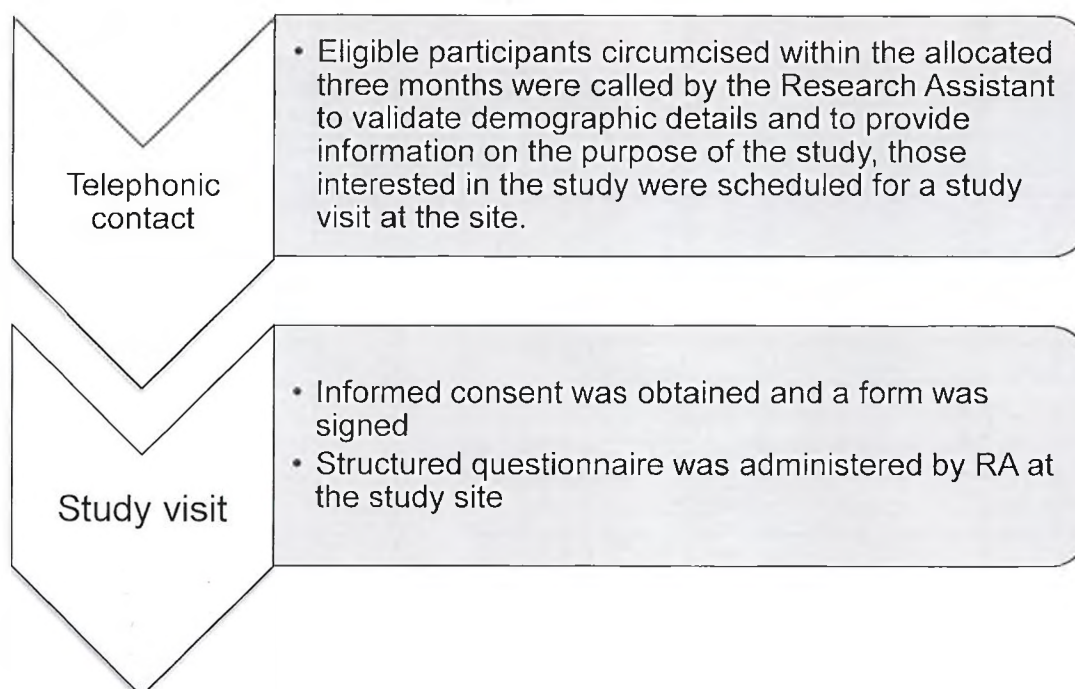 Telephonic
contact
• Eligible participants circumcised within the allocated
three months were called by the Research Assistant
to validate demographic details and to provide
information on the purpose of the study, those
interested in the study were scheduled for a study
visit at the site.
Study visit
• Informed consent was obtained and a form was
signed
• Structured questionnaire was administered by RA at
the study site